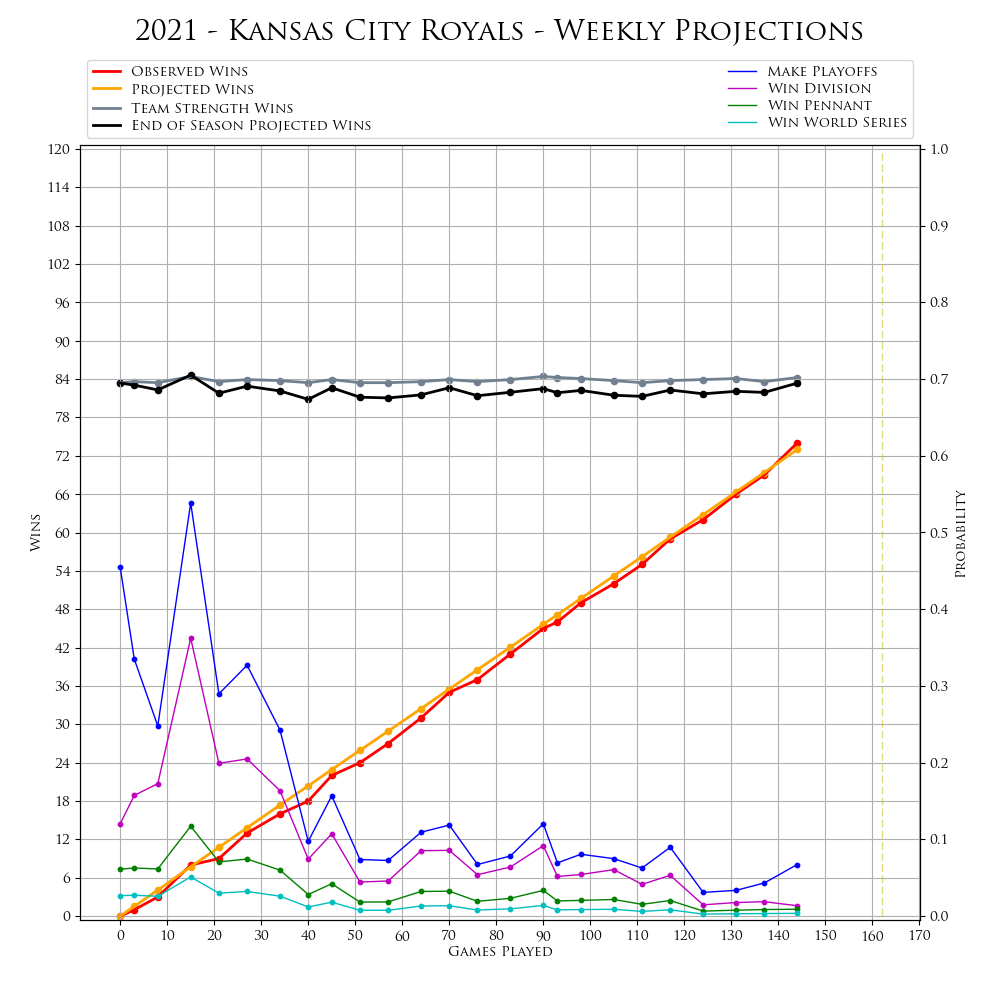 2021 - Kansas City Royals - Weekly Projections
Observed Wins
Projected Wins
Team Strength Wins
End of Season Projected Wins
Make Playoffs
Win Division
Win Pennant
Win World Series
120
114
108
102
96
90
84
78
72
66
60
54
48
42
36
30
24
18
12
6
0
Wins
1.0
0.9
0.8
0.7
0.6
0.5
0.4
0.3
0.2
0.1
0.0
Probability
0 10 20 30 40 50 60 70 80 90 100 110 120 130 140 150 160 170
Games Played